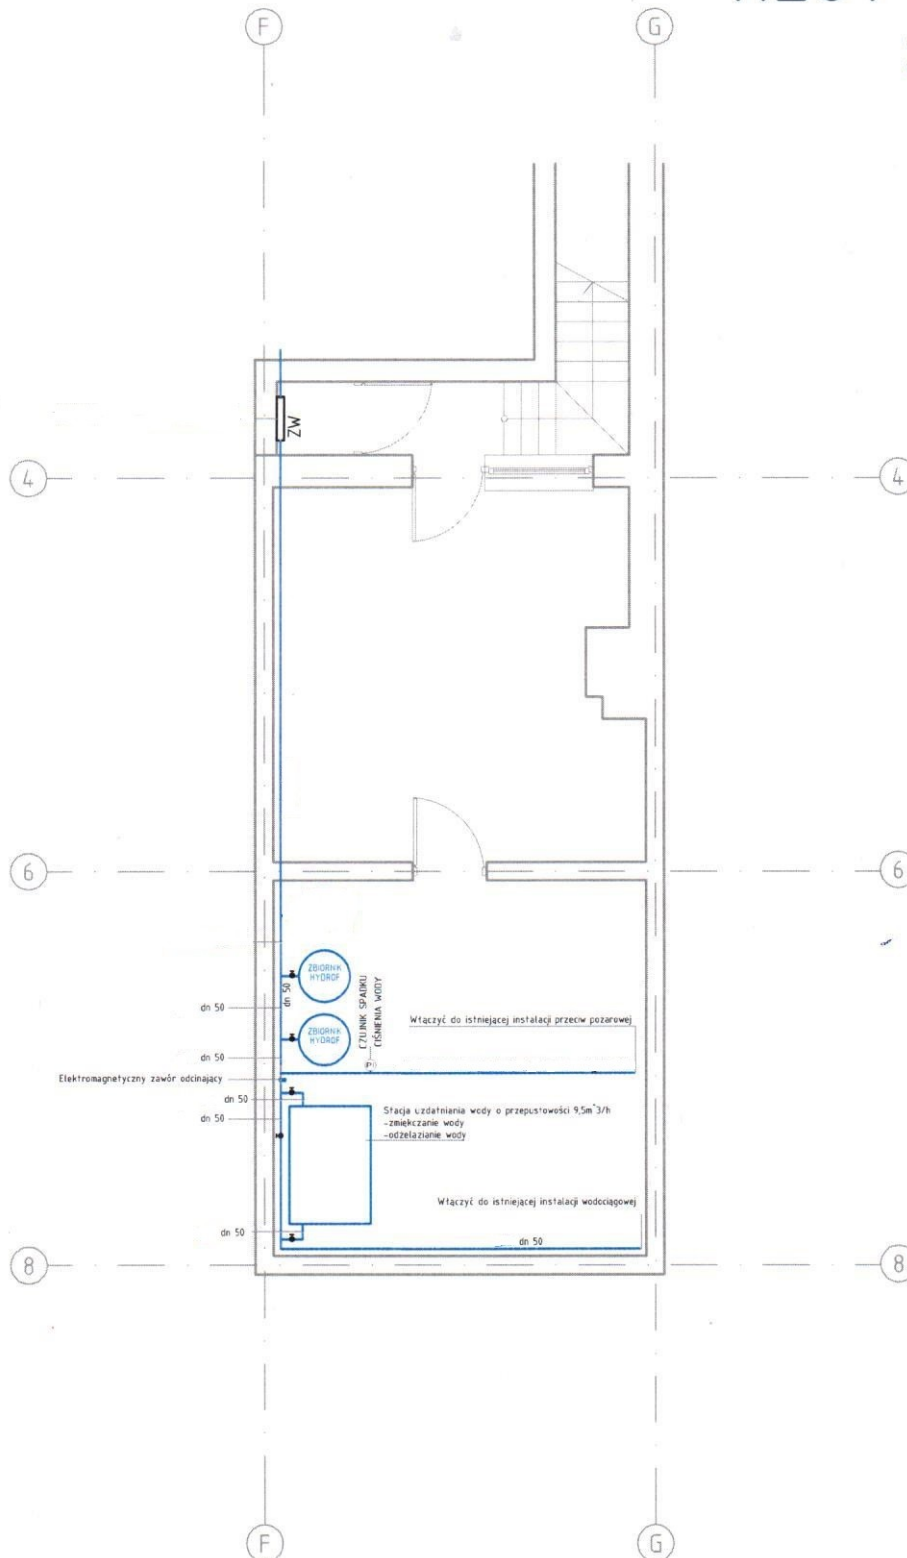 F
G
ZW
4
4
6
6
ZBIORNIK
HYDROF
dn 50
dn 50
CZUJNIK SPADKU
CIŚNIENIA WODY
ZBIORNIK
HYDROF
Włączyć do istniejącej instalacji przeciw pożarowej
dn 50
Elektromagnetyczny zawór odcinający
dn 50
dn 50
Stacja uzdatniania wody o przepustowości 9,5m^3/h
-zmiękczanie wody
-odżelazianie wody
Włączyć do istniejącej instalacji wodociągowej
dn 50
dn 50
8
8
F
G